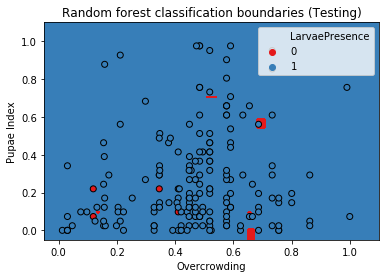 Random forest classification boundaries (Testing)
LarvaePresence
0
1
1.0
0.8
0.6
0.4
0.2
0.0
Pupae Index
0.0 0.2 0.4 0.6 0.8 1.0
Overcrowding